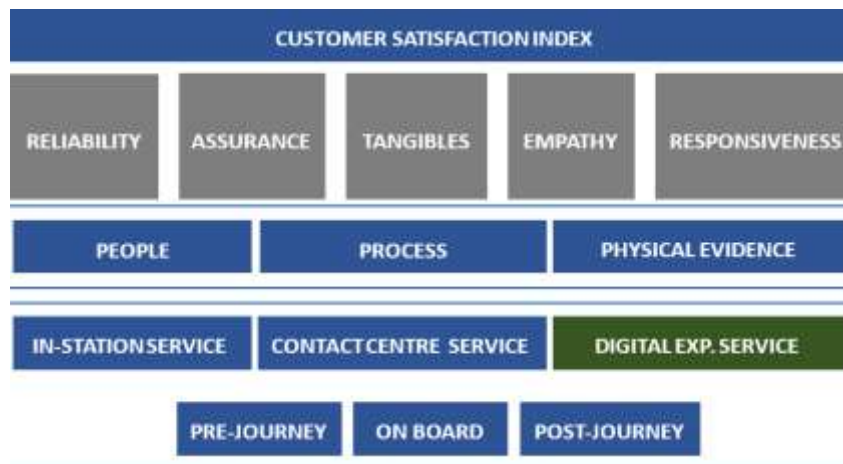 CUSTOMER SATISFACTION INDEX
RELIABILITY ASSURANCE TANGIBLES EMPATHY RESPONSIVENESS
PEOPLE PROCESS PHYSICAL EVIDENCE
IN-STATION SERVICE CONTACT CENTRE SERVICE DIGITAL EXP. SERVICE
PRE-JOURNEY ON BOARD POST-JOURNEY